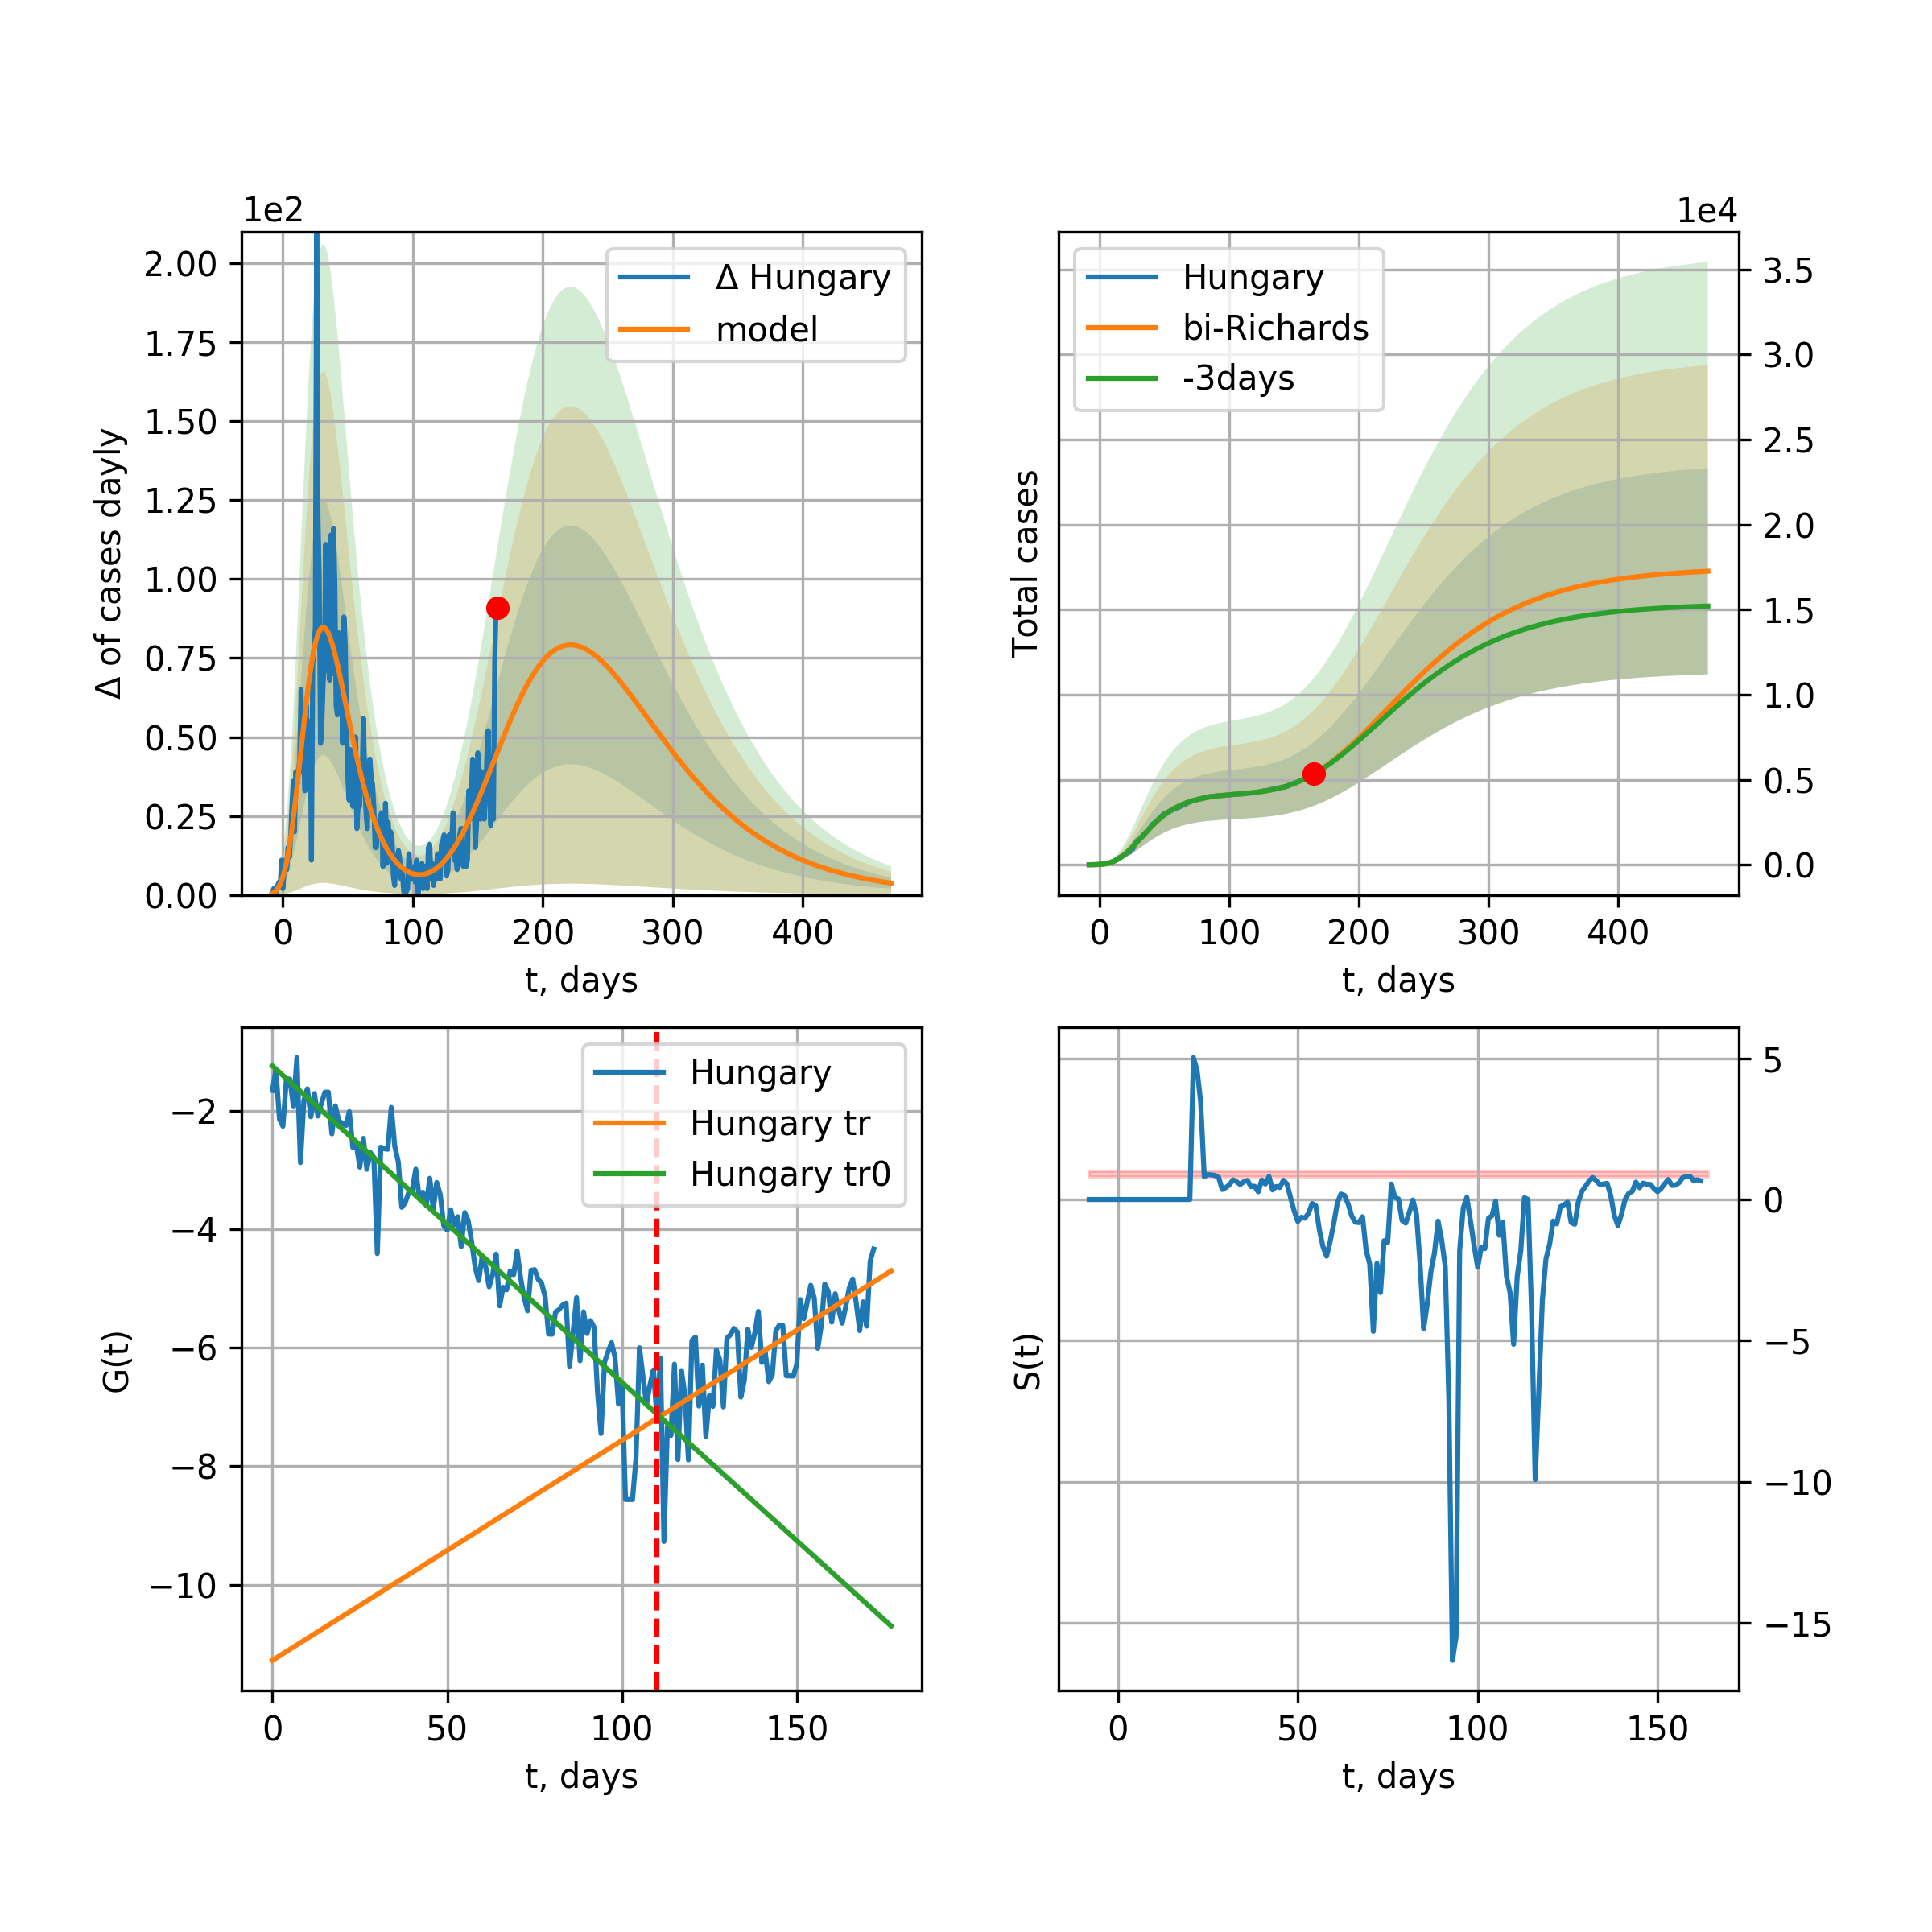 1e2
2.00
1.75
1.50
1.25
1.00
0.75
0.50
0.25
0.00
Δ of cases dayly
0 100 200 300 400
t, days
Δ Hungary
model
1e4
3.5
3.0
2.5
2.0
1.5
1.0
0.5
0.0
Total cases
0 100 200 300 400
t, days
Hungary
bi-Richards
-3days
−2
−4
−6
−8
−10
G(t)
0 50 100 150
t, days
Hungary
Hungary tr
Hungary tr0
5
0
−5
−10
−15
S(t)
0 50 100 150
t, days